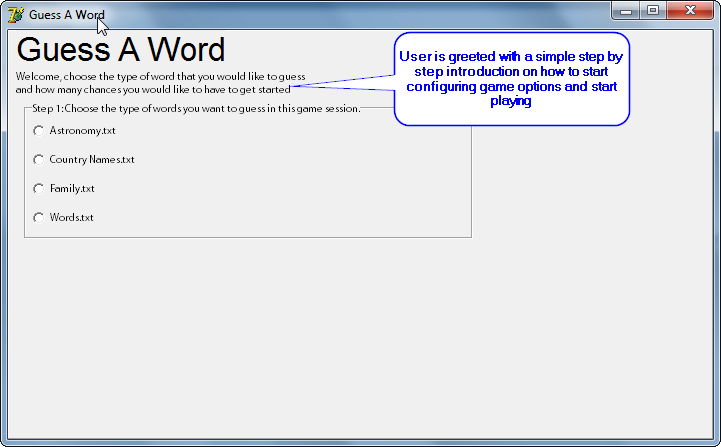 Guess A Word
Guess A Word
Welcome, choose the type of word that you would like to guess
and how many chances you would like to have to get started
User is greeted with a simple step by
step introduction on how to start
configuring game options and start
playing
Step 1: Choose the type of words you want to guess in this game session.
Astronomy.txt
Country Names.txt
Family.txt
Words.txt